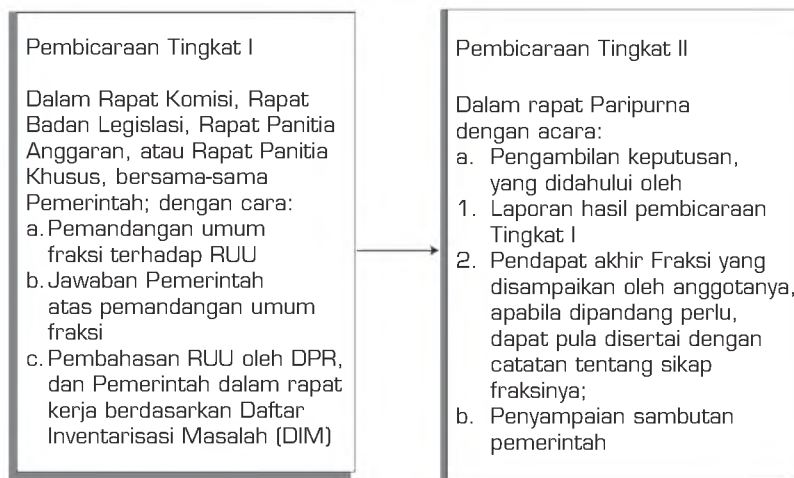 Pembicaraan Tingkat I
Dalam Rapat Komisi, Rapat
Badan Legislasi, Rapat Panitia
Anggaran, atau Rapat Panitia
Khusus, bersama-sama
Pemerintah; dengan cara:
a. Pemandangan umum
fraksi terhadap RUU
b. Jawaban Pemerintah
atas pemandangan umum
fraksi
c. Pembahasan RUU oleh DPR,
dan Pemerintah dalam rapat
kerja berdasarkan Daftar
Inventarisasi Masalah (DIM)
Pembicaraan Tingkat II
Dalam rapat Paripurna
dengan acara:
a. Pengambilan keputusan,
yang didahului oleh
1. Laporan hasil pembicaraan
Tingkat I
2. Pendapat akhir Fraksi yang
disampaikan oleh anggotanya,
apabila dipandang perlu,
dapat pula disertai dengan
catatan tentang sikap
fraksinya;
b. Penyampaian sambutan
pemerintah